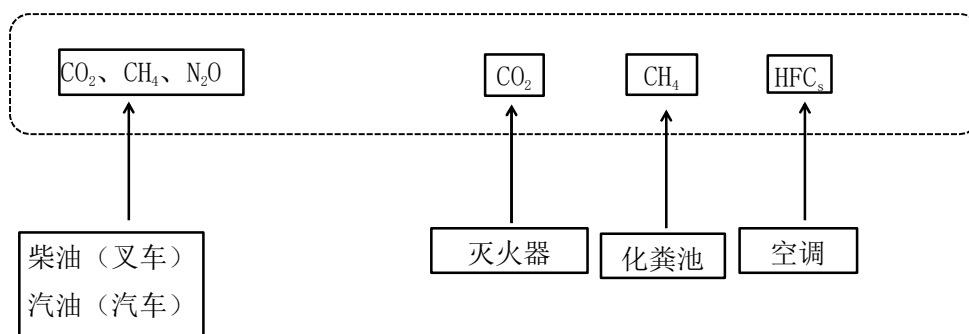 CO₂、CH₄、N₂O
CO₂
CH₄
HFCₛ
柴油（叉车）
汽油（汽车）
灭火器
化粪池
空调